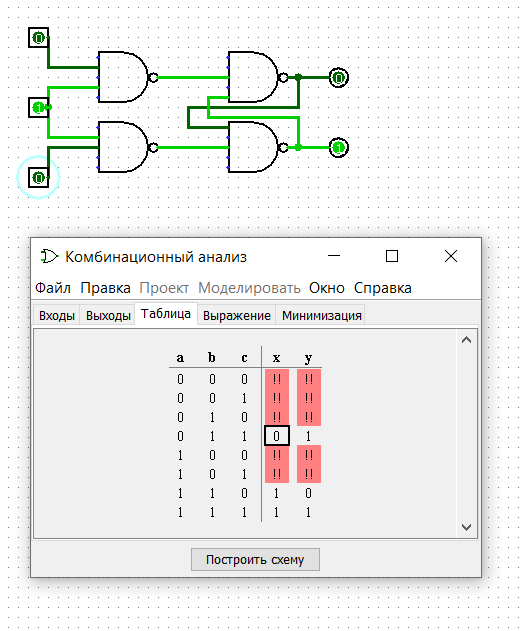 0
1
0
0
1
Комбинационный анализ
Файл Правка Проект Моделировать Окно Справка
Входы Выходы Таблица Выражение Минимизация
a b c x y
0 0 0 !! !!
0 0 1 !! !!
0 1 0 !! !!
0 1 1 0 1
1 0 0 !! !!
1 0 1 !! !!
1 1 0 1 0
1 1 1 1 1
Построить схему